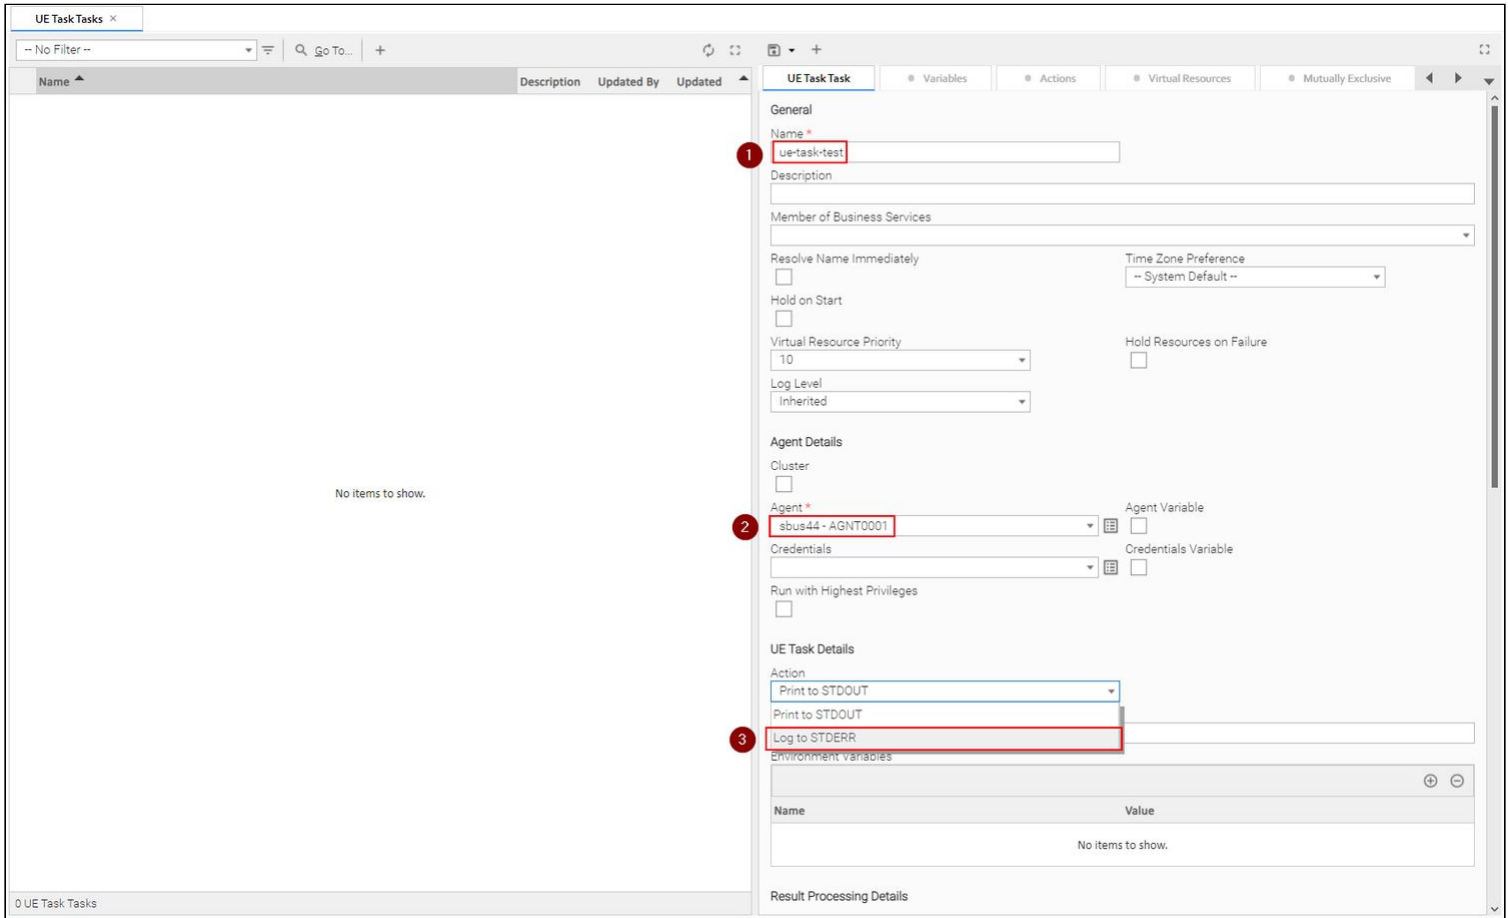 UE Task Tasks ×
-- No Filter --
Go To...
Name
Description
Updated By
Updated
No items to show.
0 UE Task Tasks
UE Task Task
Variables
Actions
Virtual Resources
Mutually Exclusive
General
Name *
1
ue-task-test
Description
Member of Business Services
Resolve Name Immediately
Time Zone Preference
-- System Default --
Hold on Start
Virtual Resource Priority
Hold Resources on Failure
10
Log Level
Inherited
Agent Details
Cluster
Agent *
Agent Variable
2
sbus44 - AGNT0001
Credentials
Credentials Variable
Run with Highest Privileges
UE Task Details
Action
Print to STDOUT
Print to STDOUT
3
Log to STDERR
Environment Variables
Name
Value
No items to show.
Result Processing Details